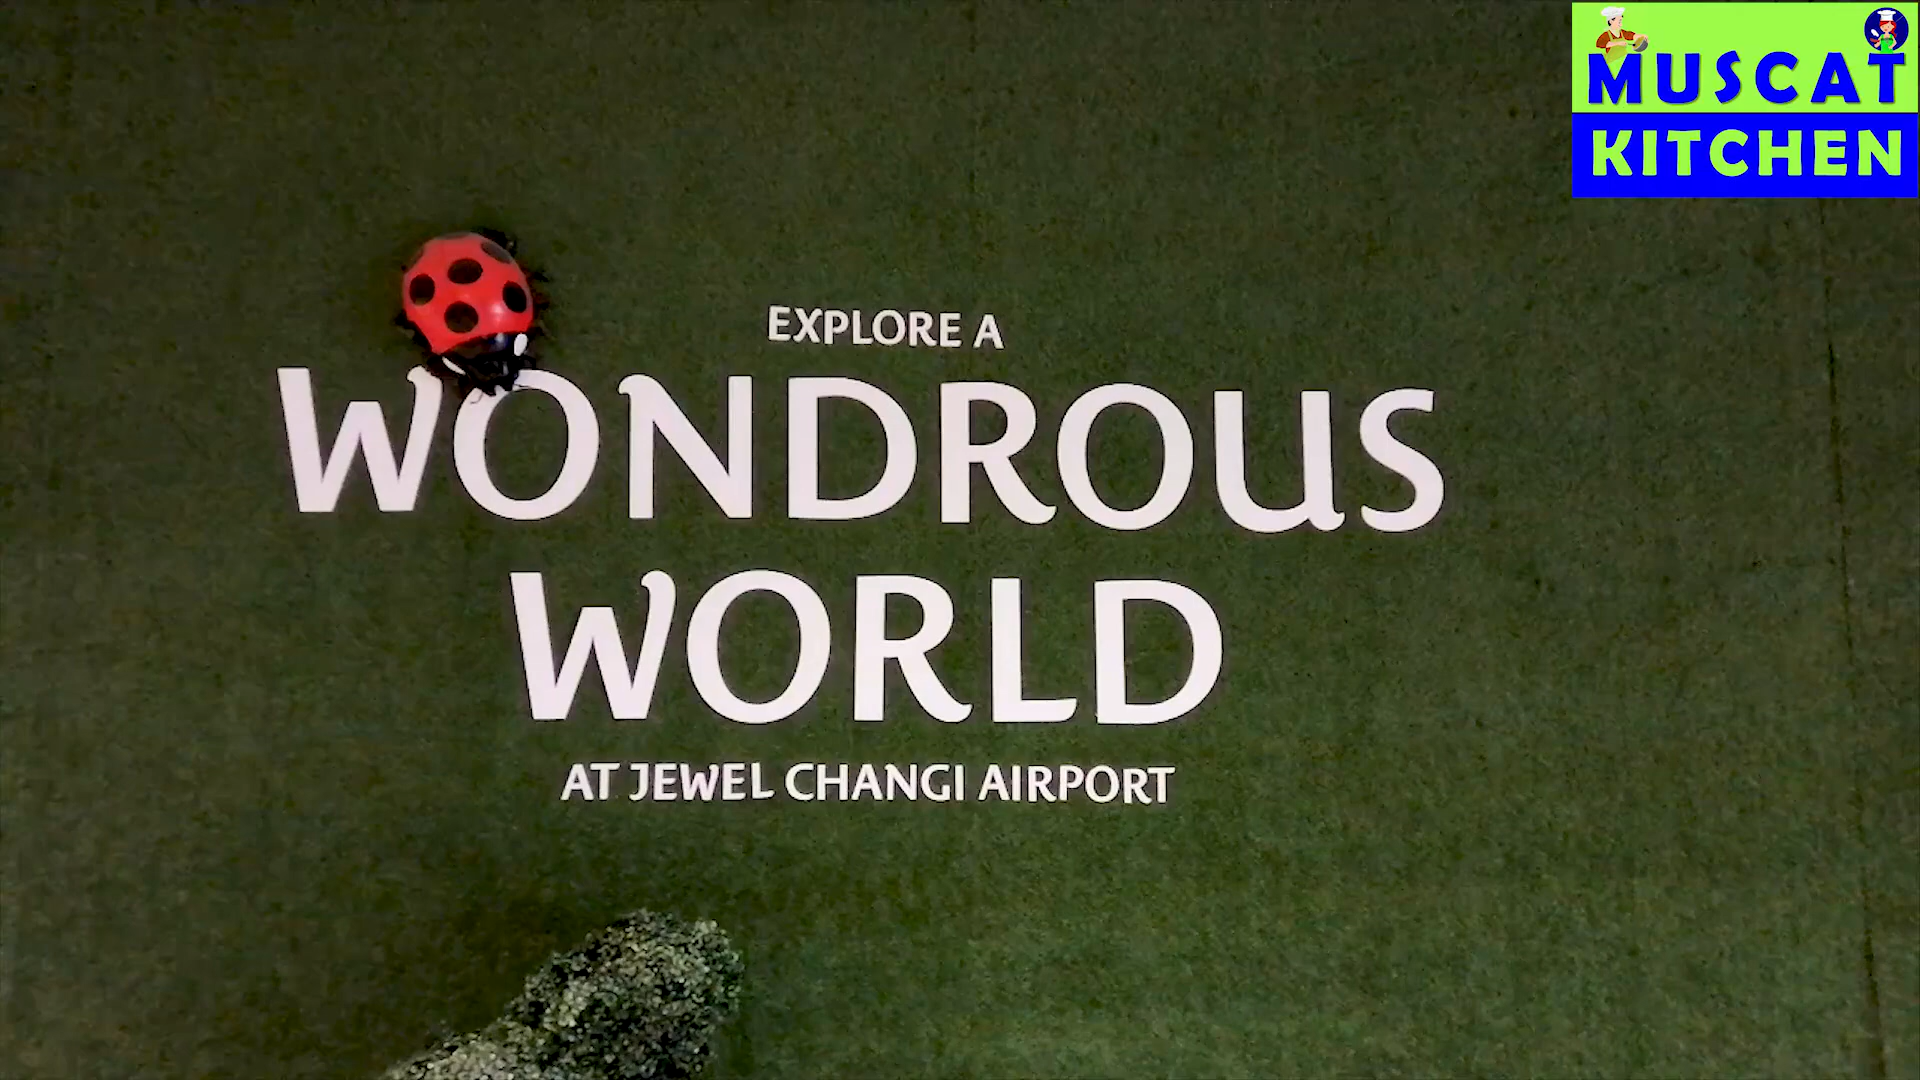 MUSCAT
KITCHEN
EXPLORE A
WONDROUS
WORLD
AT JEWEL CHANGI AIRPORT